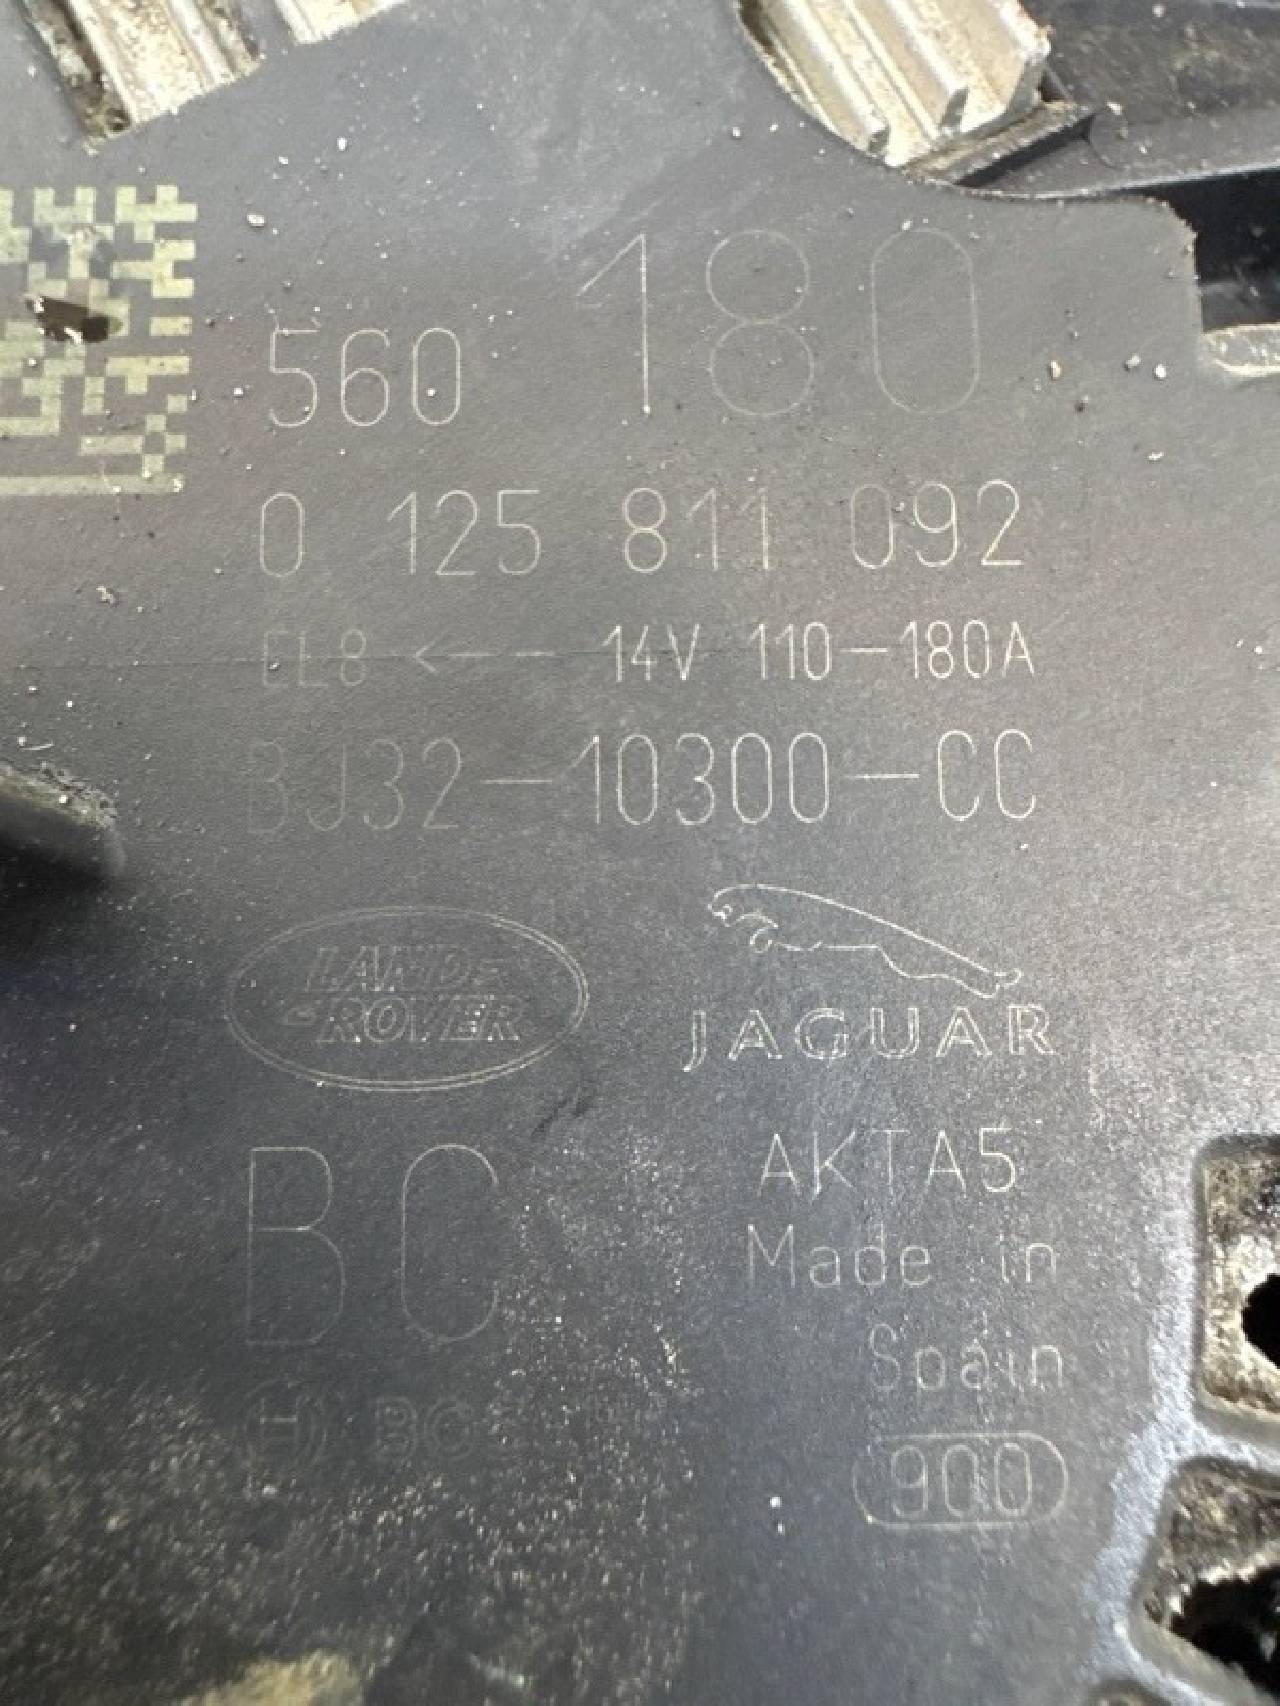 560 180
0 125 811 092
EL8 <-- 14V 110-180A
BJ32-10300-CC
LAND
ROVER
JAGUAR
BC AKTA5
Made in
Spain
(H)
900